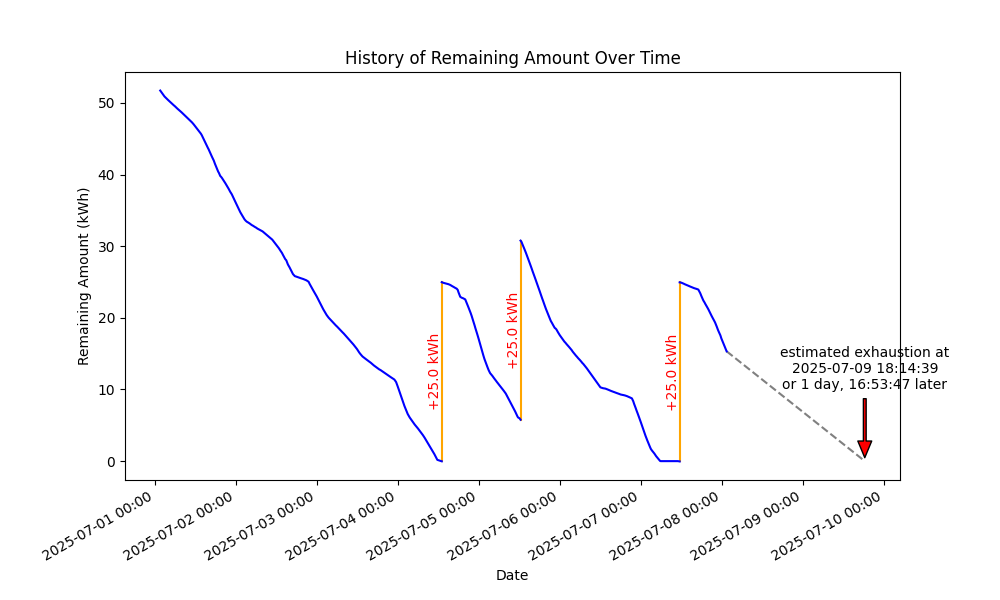 History of Remaining Amount Over Time
Remaining Amount (kWh)
50
40
30
20
10
0
+25.0 kWh
+25.0 kWh
+25.0 kWh
estimated exhaustion at
2025-07-09 18:14:39
or 1 day, 16:53:47 later
2025-07-01 00:00
2025-07-02 00:00
2025-07-03 00:00
2025-07-04 00:00
2025-07-05 00:00
2025-07-06 00:00
2025-07-07 00:00
2025-07-08 00:00
2025-07-09 00:00
2025-07-10 00:00
Date